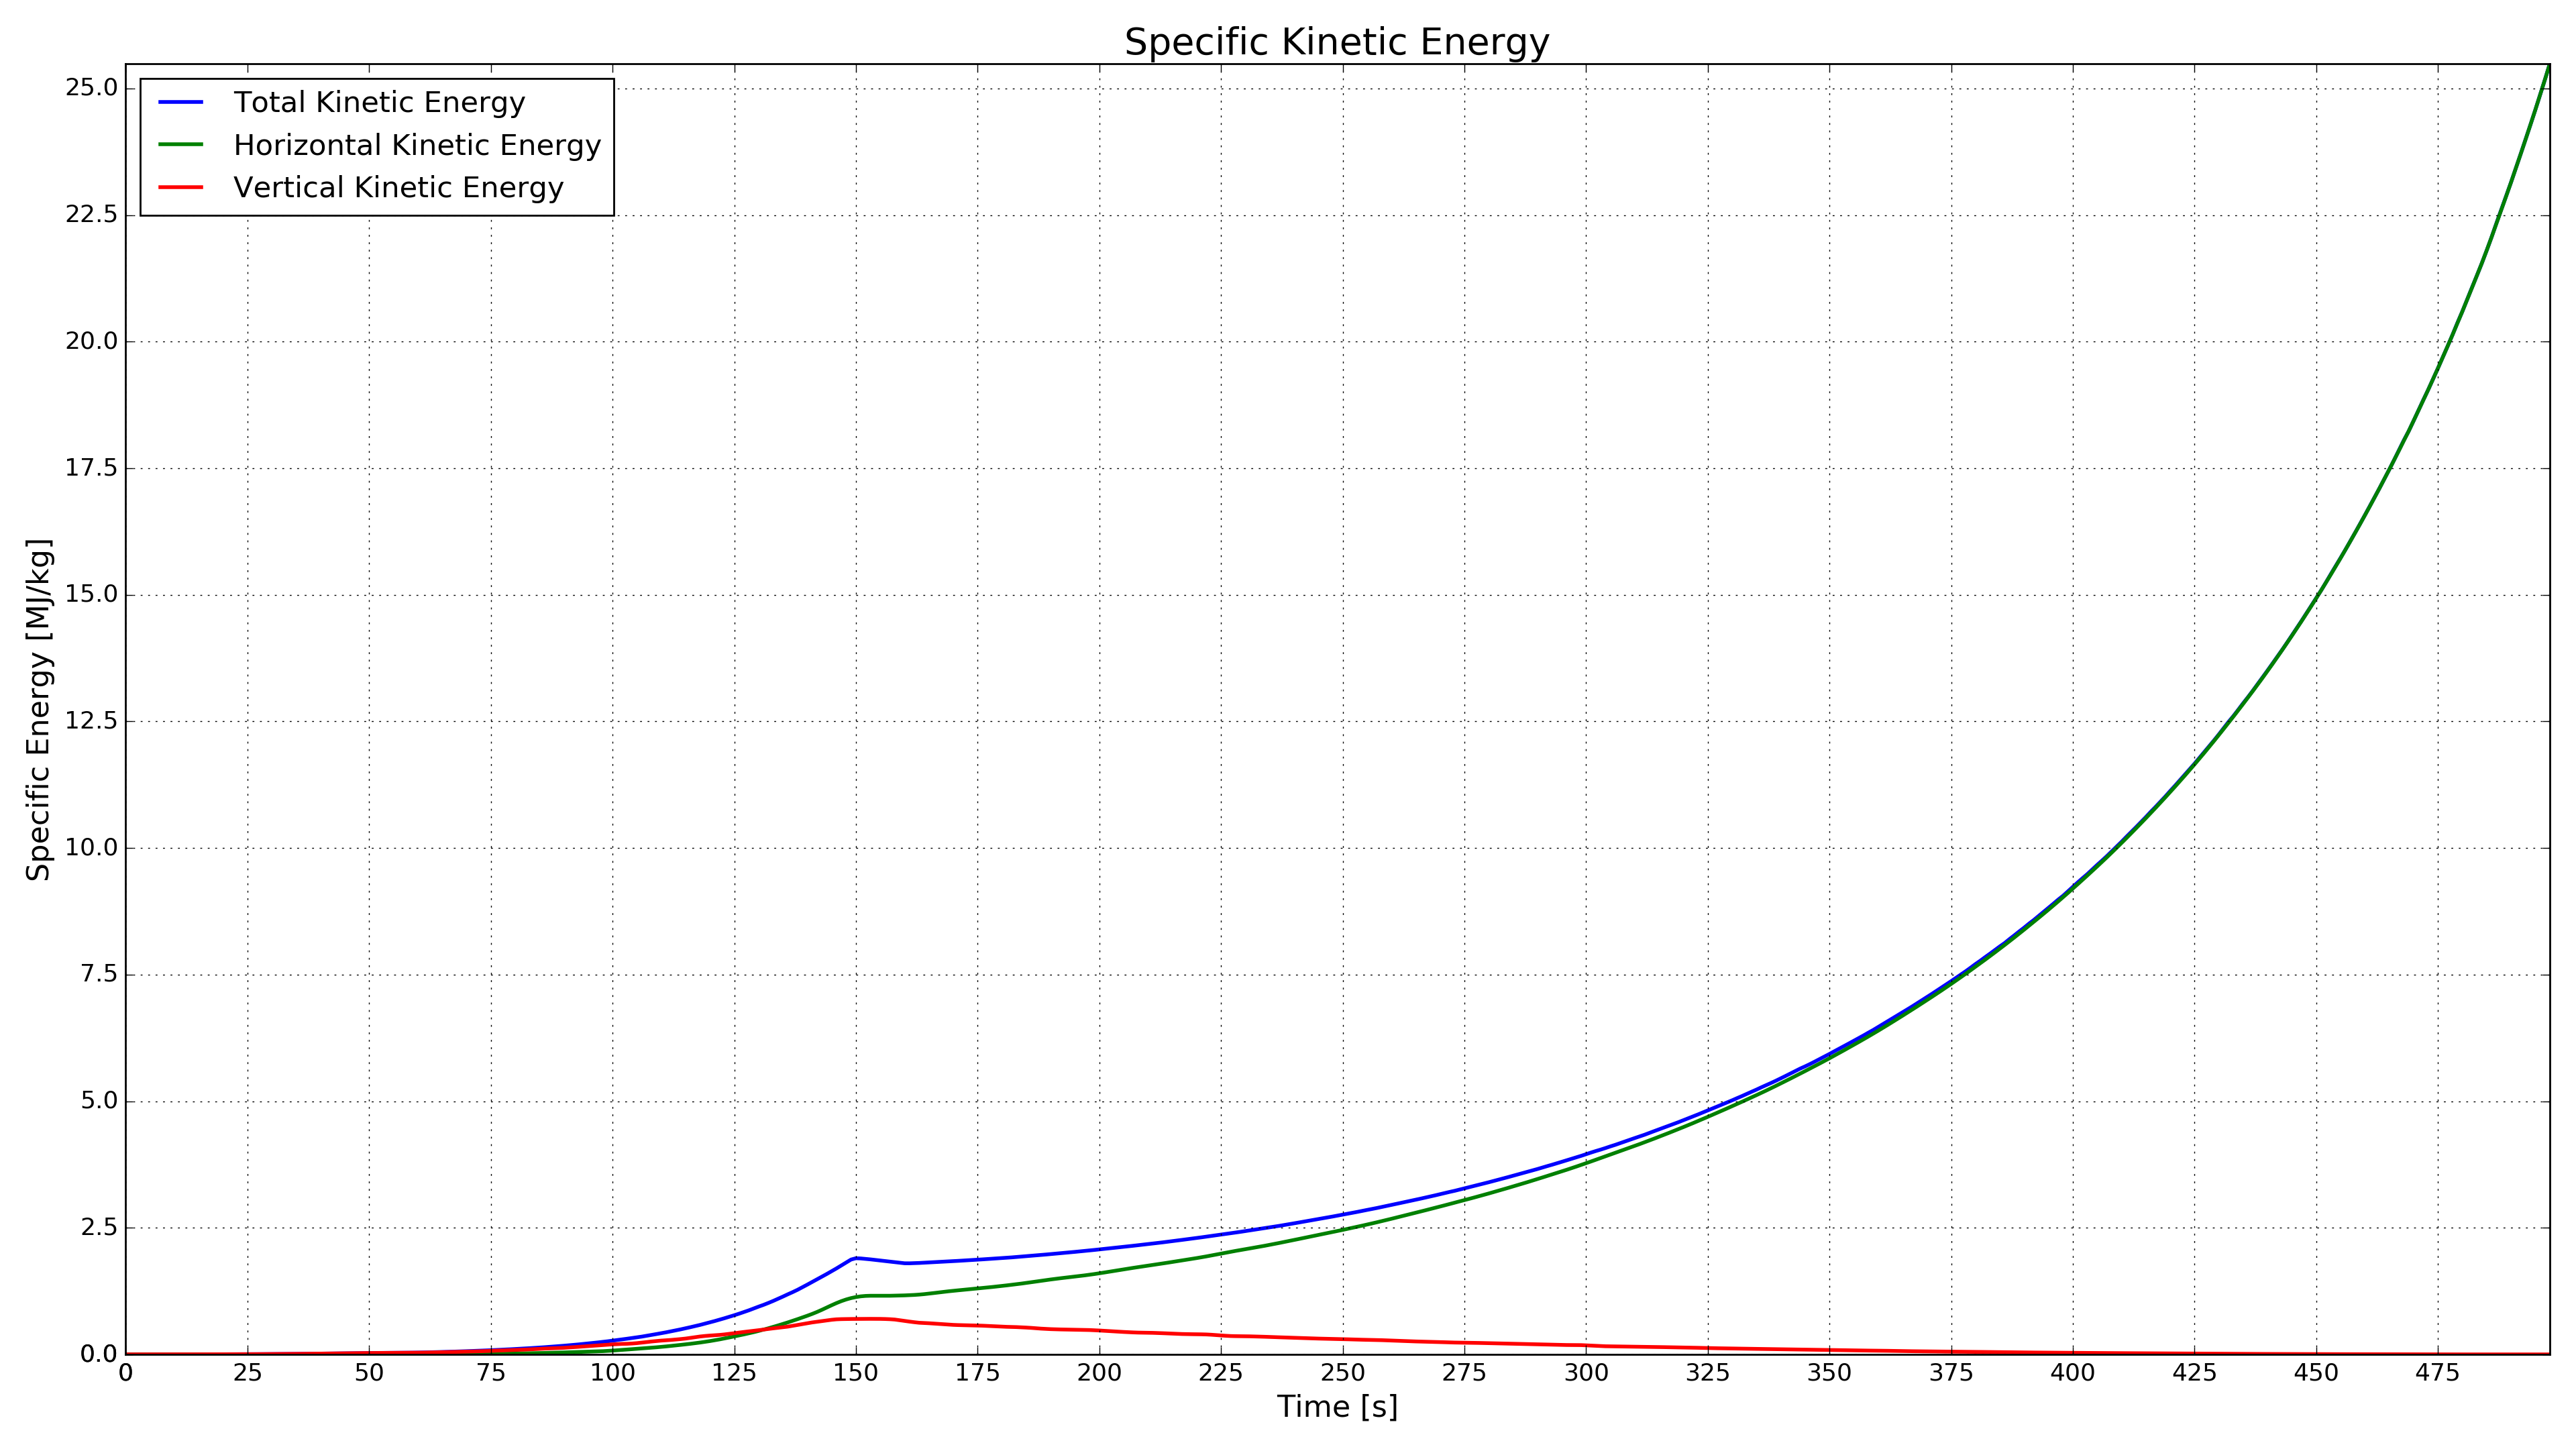 Specific Kinetic Energy
Total Kinetic Energy
Horizontal Kinetic Energy
Vertical Kinetic Energy
Specific Energy [MJ/kg]
25.0
22.5
20.0
17.5
15.0
12.5
10.0
7.5
5.0
2.5
0.0
0 25 50 75 100 125 150 175 200 225 250 275 300 325 350 375 400 425 450 475
Time [s]